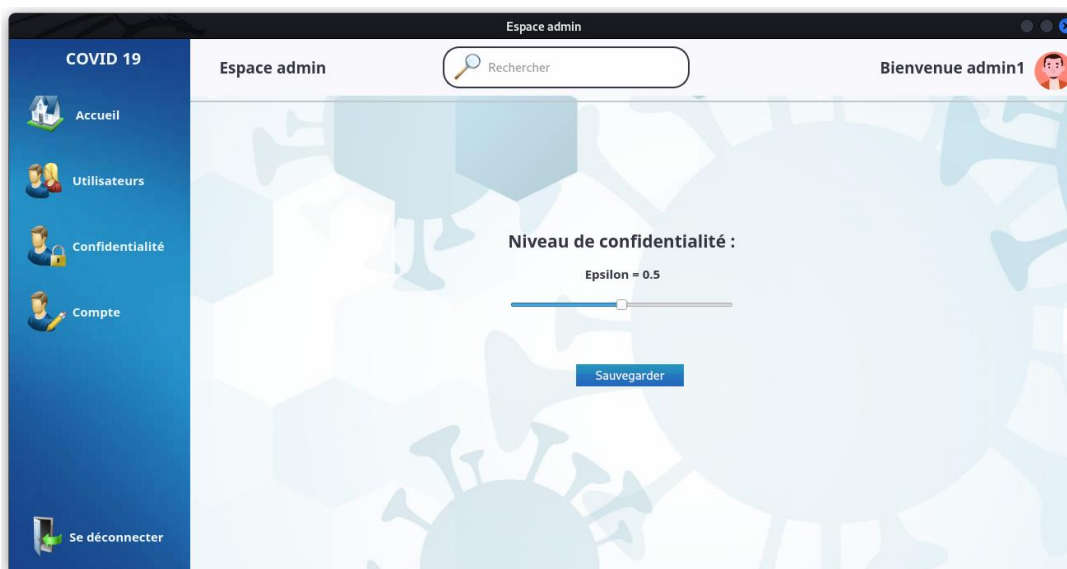 Espace admin
COVID 19
Espace admin
Rechercher
Bienvenue admin1
Accueil
Utilisateurs
Confidentialité
Compte
Niveau de confidentialité :
Epsilon = 0.5
Sauvegarder
Se déconnecter